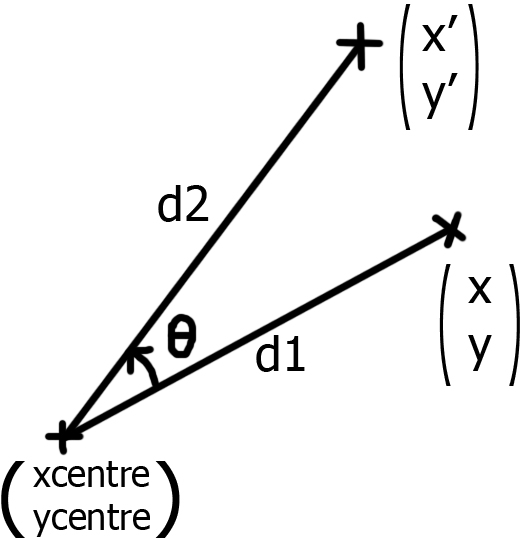 x′
y′
d2
x
y
θ
d1
xcentre
ycentre